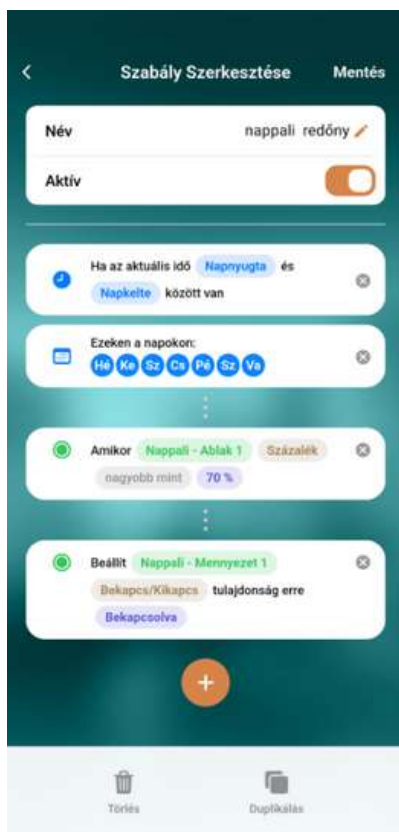 Szabály Szerkesztése Mentés
Név nappali redőny
Aktív
Ha az aktuális idő Napnyugta és
Napkelte között van
Ezeken a napokon:
Hé Ke Sz Cs Pé Sz Va
Amikor Nappali - Ablak 1 Százalék
nagyobb mint 70 %
Beállít Nappali - Mennyezet 1
Bekapcs/Kikapcs tulajdonság erre
Bekapcsolva
Törlés Duplikálás